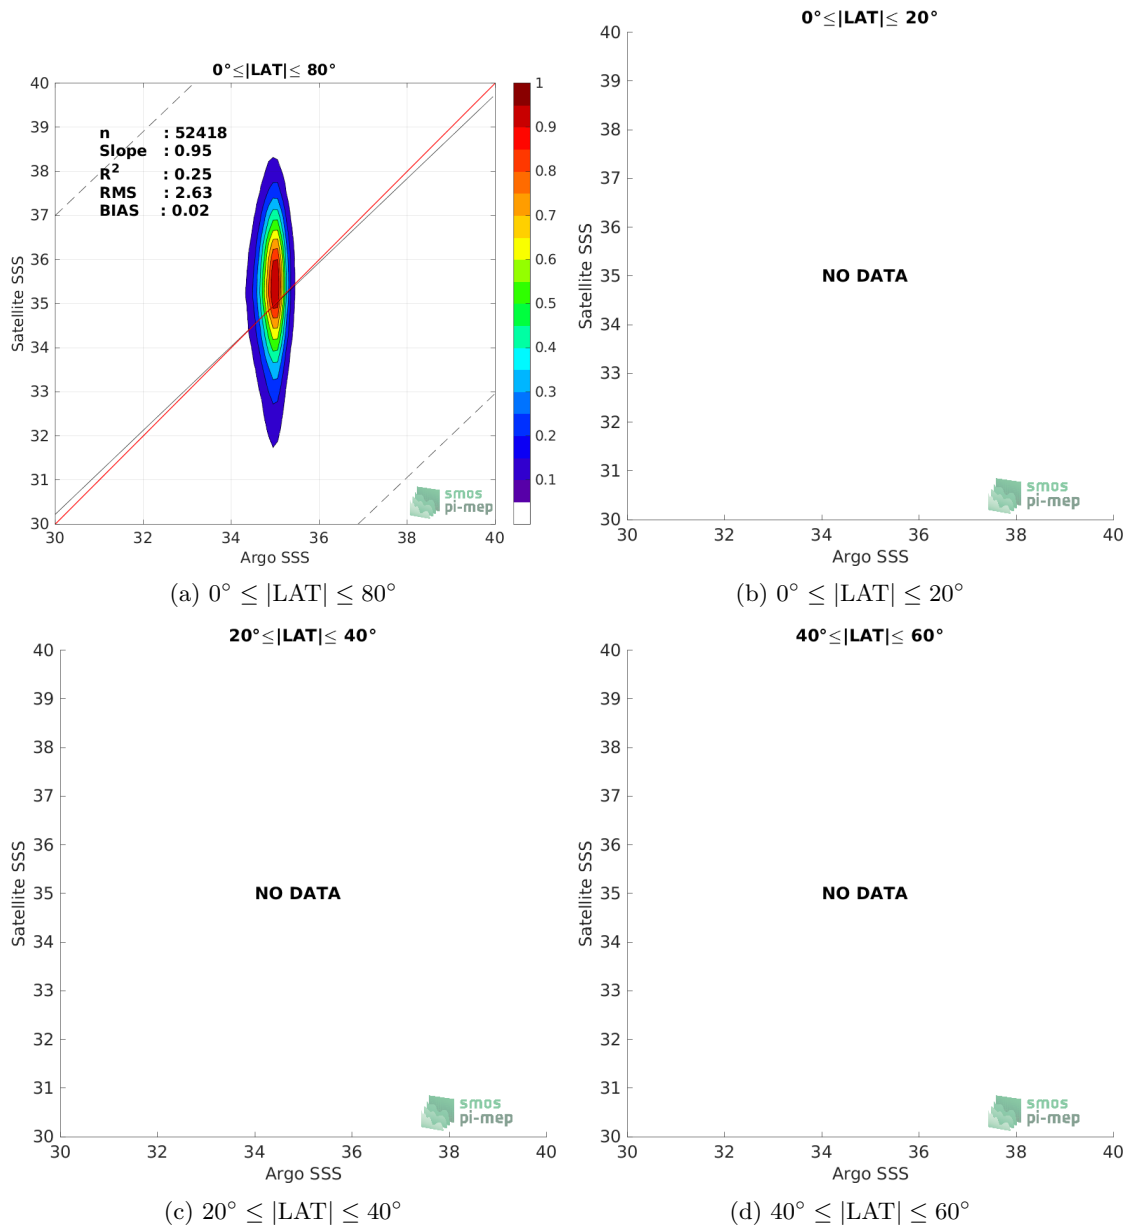 0°≤|LAT|≤ 80°
n : 52418
Slope : 0.95
R² : 0.25
RMS : 2.63
BIAS : 0.02
40
39
38
37
36
35
34
33
32
31
30
Satellite SSS
30 32 34 36 38 40
Argo SSS
1
0.9
0.8
0.7
0.6
0.5
0.4
0.3
0.2
0.1
smos
pi-mep
(a) 0° ≤ |LAT| ≤ 80°
0°≤|LAT|≤ 20°
40
39
38
37
36
35
34
33
32
31
30
Satellite SSS
NO DATA
smos
pi-mep
30 32 34 36 38 40
Argo SSS
(b) 0° ≤ |LAT| ≤ 20°
20°≤|LAT|≤ 40°
40
39
38
37
36
35
34
33
32
31
30
Satellite SSS
NO DATA
smos
pi-mep
30 32 34 36 38 40
Argo SSS
(c) 20° ≤ |LAT| ≤ 40°
40°≤|LAT|≤ 60°
40
39
38
37
36
35
34
33
32
31
30
Satellite SSS
NO DATA
smos
pi-mep
30 32 34 36 38 40
Argo SSS
(d) 40° ≤ |LAT| ≤ 60°